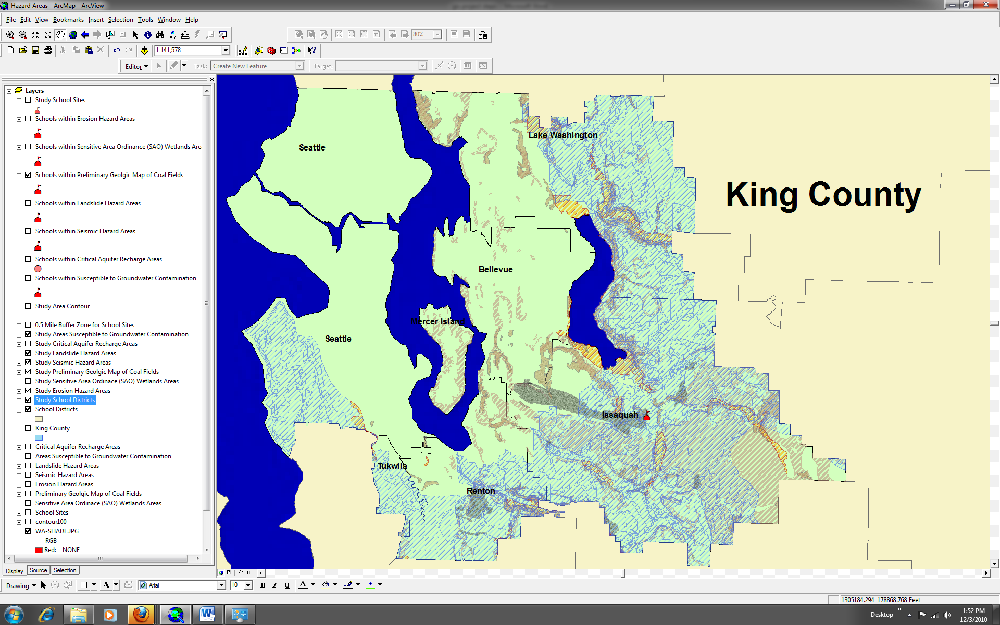 Hazard Areas - ArcMap - ArcView
File Edit View Bookmarks Insert Selection Tools Window Help
80%
1:141,578
Editor Task: Create New Feature Target:
Layers
Study School Sites
Schools within Erosion Hazard Areas
Schools within Sensitive Area Ordinance (SAO) Wetlands Area
Schools within Preliminary Geolgic Map of Coal Fields
Schools within Landslide Hazard Areas
Schools within Seismic Hazard Areas
Schools within Critical Aquifer Recharge Areas
Schools within Susceptible to Groundwater Contamination
Study Area Contour
0.5 Mile Buffer Zone for School Sites
Study Areas Susceptible to Groundwater Contamination
Study Critical Aquifer Recharge Areas
Study Landslide Hazard Areas
Study Seismic Hazard Areas
Study Preliminary Geolgic Map of Coal Fields
Study Sensitive Area Ordinace (SAO) Wetlands Areas
Study Erosion Hazard Areas
Study School Districts
School Districts
King County
Critical Aquifer Recharge Areas
Areas Susceptible to Groundwater Contamination
Landslide Hazard Areas
Seismic Hazard Areas
Erosion Hazard Areas
Preliminary Geolgic Map of Coal Fields
Sensitive Area Ordinace (SAO) Wetlands Areas
School Sites
contour100
WA-SHADE.JPG
RGB
Red: NONE
Display Source Selection
Lake Washington
Seattle
King County
Bellevue
Mercer Island
Seattle
Issaquah
Tukwila
Renton
Drawing A Arial 10 B I U A
1305184.294 178868.768 Feet
Desktop
1:52 PM
12/3/2010